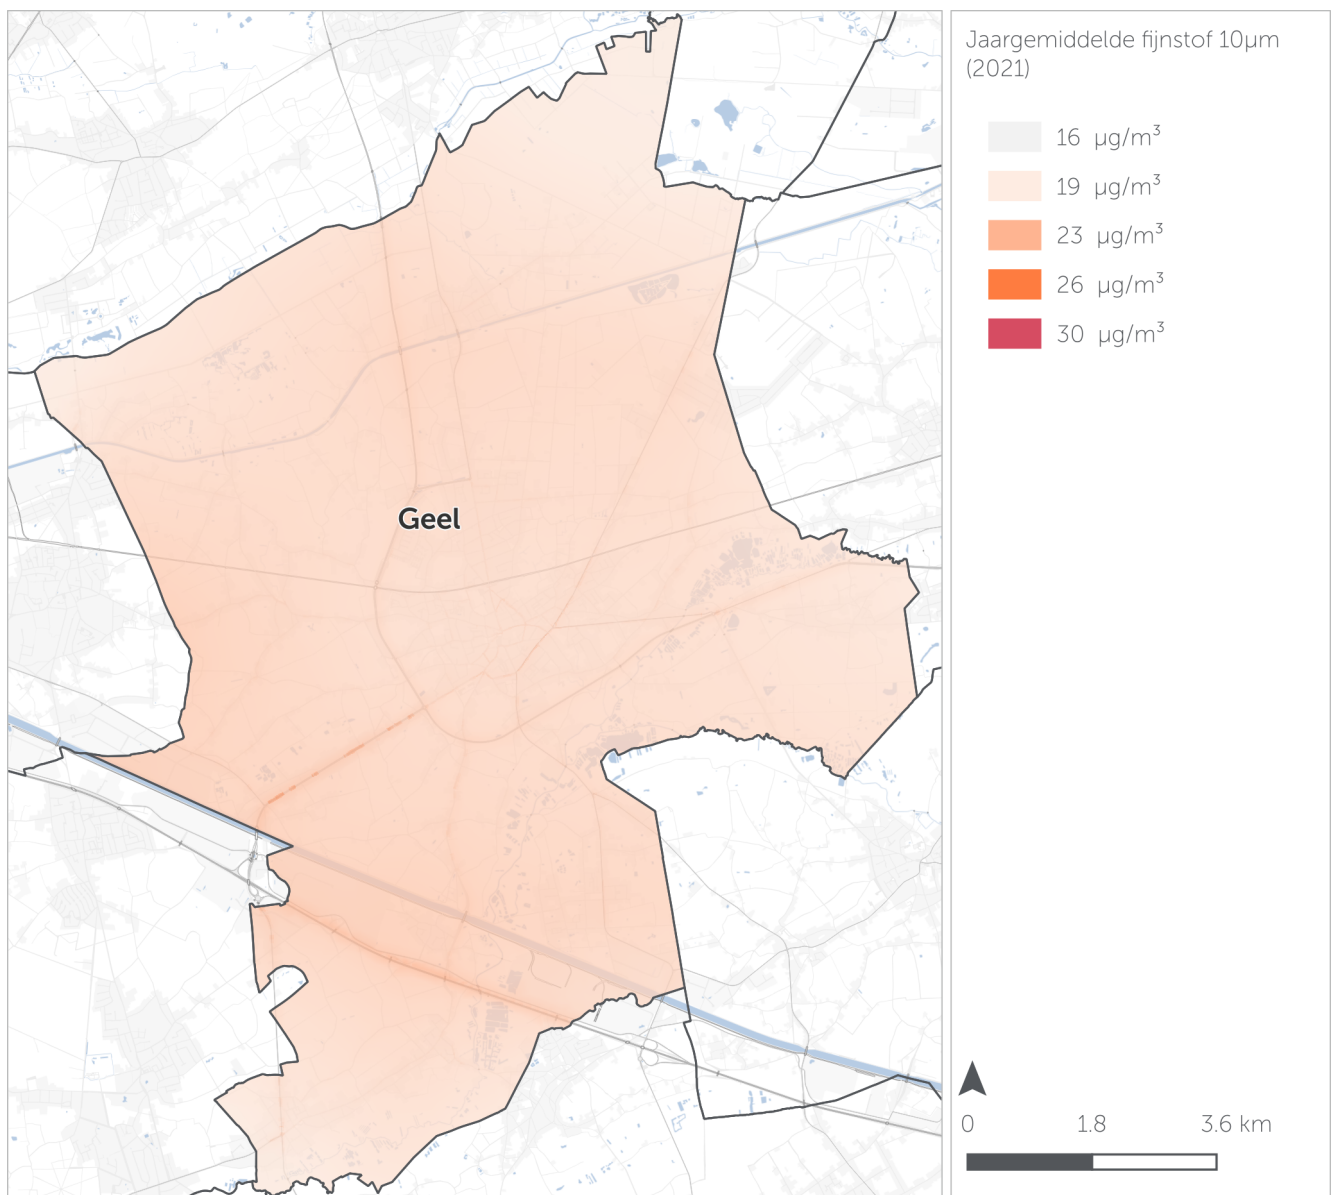 Jaargemiddelde fijnstof 10µm
(2021)
16 µg/m³
19 µg/m³
23 µg/m³
26 µg/m³
30 µg/m³
Geel
0 1.8 3.6 km